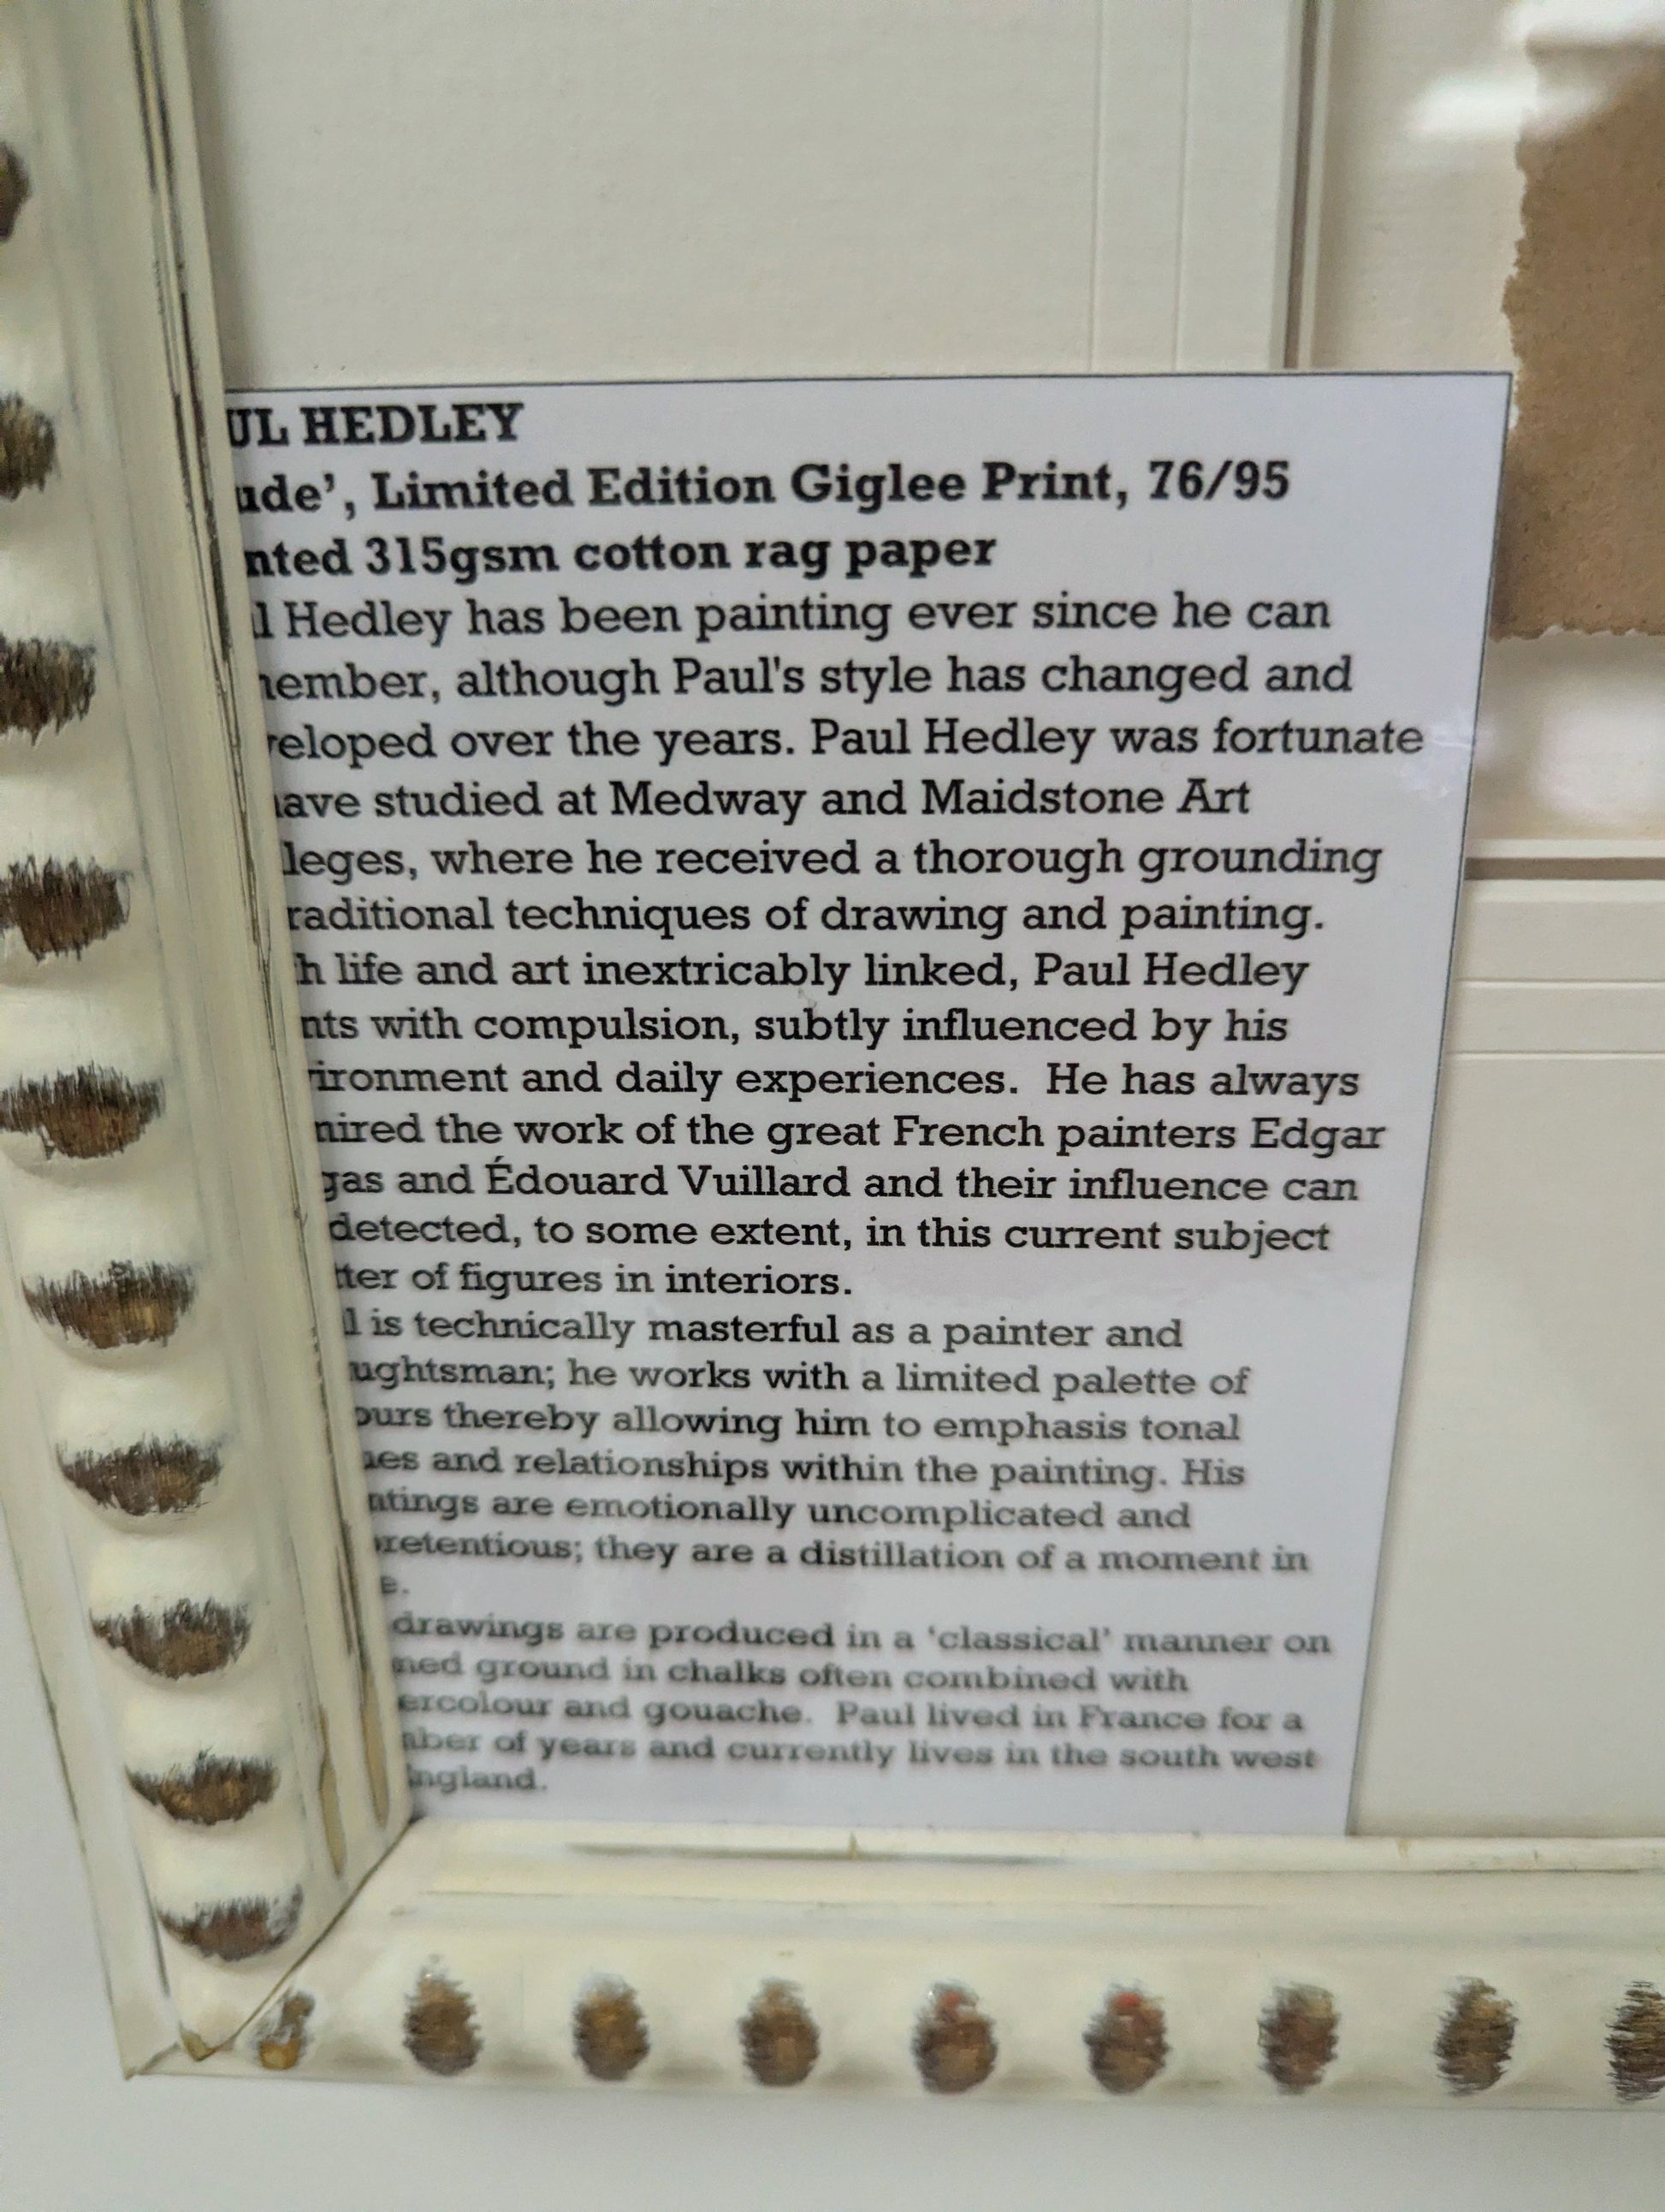 UL HEDLEY
ude', Limited Edition Giglee Print, 76/95
nted 315gsm cotton rag paper
l Hedley has been painting ever since he can
ember, although Paul's style has changed and
eloped over the years. Paul Hedley was fortunate
ave studied at Medway and Maidstone Art
leges, where he received a thorough grounding
raditional techniques of drawing and painting.
h life and art inextricably linked, Paul Hedley
nts with compulsion, subtly influenced by his
ironment and daily experiences. He has always
ired the work of the great French painters Edgar
gas and Édouard Vuillard and their influence can
detected, to some extent, in this current subject
tter of figures in interiors.
l is technically masterful as a painter and
ughtsman; he works with a limited palette of
ours thereby allowing him to emphasis tonal
es and relationships within the painting. His
ntings are emotionally uncomplicated and
retentious; they are a distillation of a moment in
e.
drawings are produced in a 'classical' manner on
ned ground in chalks often combined with
ercolour and gouache. Paul lived in France for a
ber of years and currently lives in the south west
ngland.